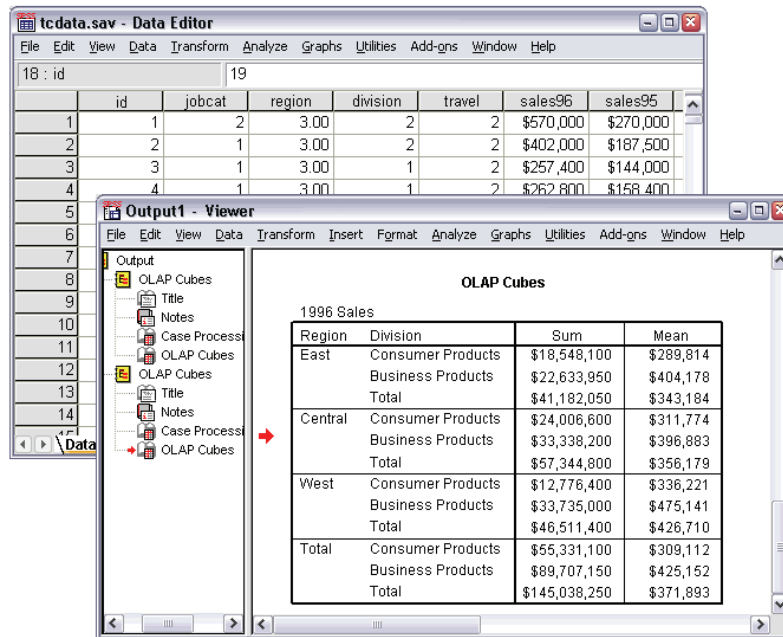 tcdata.sav - Data Editor
File Edit View Data Transform Analyze Graphs Utilities Add-ons Window Help
18 : id 19
id jobcat region division travel sales96 sales95
1 1 2 3.00 2 2 $570,000 $270,000
2 2 1 3.00 2 2 $402,000 $187,500
3 3 1 3.00 1 2 $257,400 $144,000
4 4 1 3.00 1 2 $262,800 $158,400
5
6
7
8
9
10
11
12
13
14
Data
Output1 - Viewer
File Edit View Data Transform Insert Format Analyze Graphs Utilities Add-ons Window Help
Output
OLAP Cubes
Title
Notes
Case Processi
OLAP Cubes
OLAP Cubes
Title
Notes
Case Processi
OLAP Cubes
OLAP Cubes
1996 Sales
Region Division Sum Mean
East Consumer Products $18,548,100 $289,814
Business Products $22,633,950 $404,178
Total $41,182,050 $343,184
Central Consumer Products $24,006,600 $311,774
Business Products $33,338,200 $396,883
Total $57,344,800 $356,179
West Consumer Products $12,776,400 $336,221
Business Products $33,735,000 $475,141
Total $46,511,400 $426,710
Total Consumer Products $55,331,100 $309,112
Business Products $89,707,150 $425,152
Total $145,038,250 $371,893